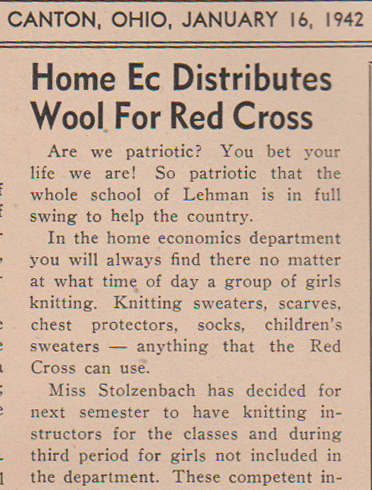 CANTON, OHIO, JANUARY 16, 1942
Home Ec Distributes
Wool For Red Cross
Are we patriotic? You bet your
life we are! So patriotic that the
whole school of Lehman is in full
swing to help the country.
In the home economics department
you will always find there no matter
at what time of day a group of girls
knitting. Knitting sweaters, scarves,
chest protectors, socks, children's
sweaters — anything that the Red
Cross can use.
Miss Stolzenbach has decided for
next semester to have knitting in-
structors for the classes and during
third period for girls not included in
the department. These competent in-